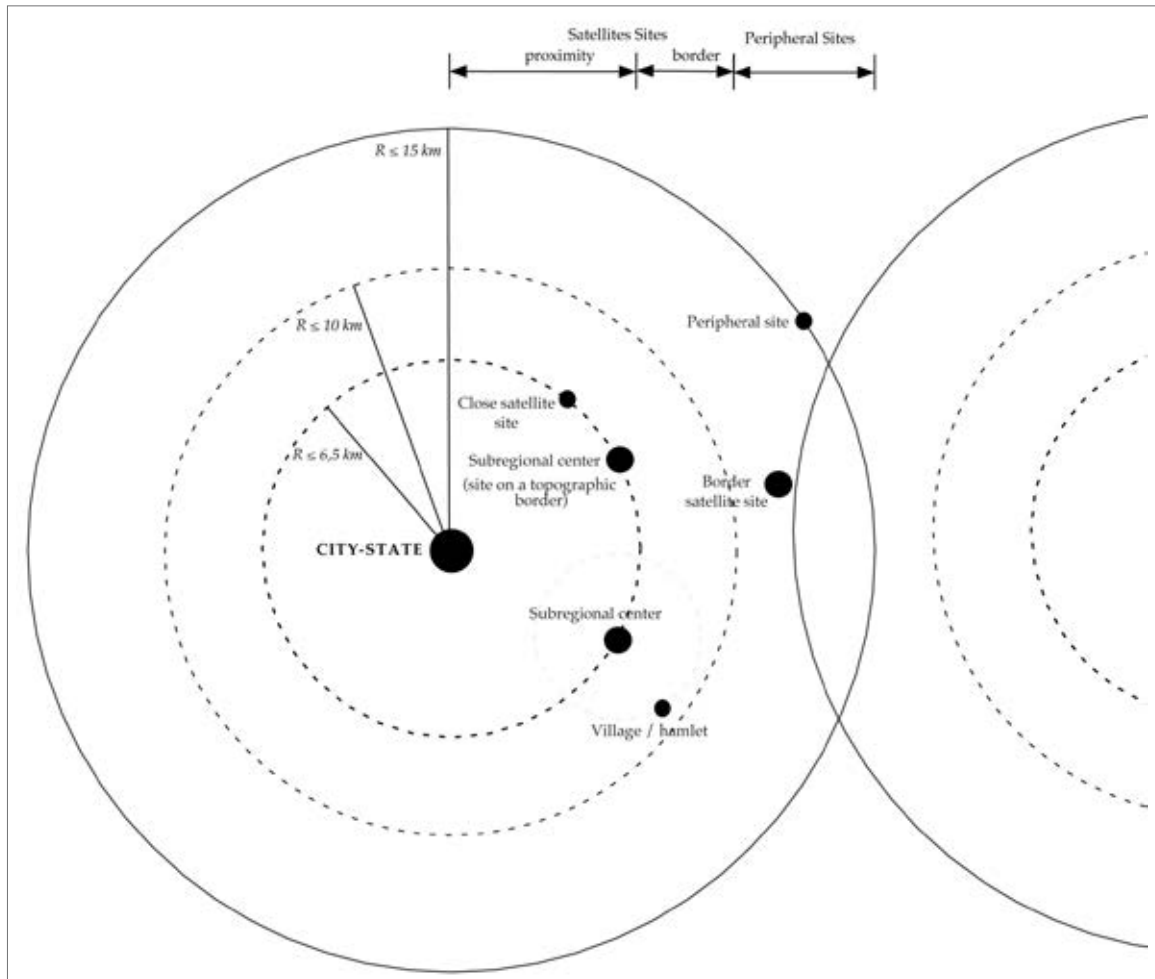 Satellites Sites
Peripheral Sites
proximity
border
R ≤ 15 km
R ≤ 10 km
Peripheral site
Close satellite
site
R ≤ 6,5 km
Subregional center
(site on a topographic
border)
Border
satellite site
CITY-STATE
Subregional center
Village / hamlet